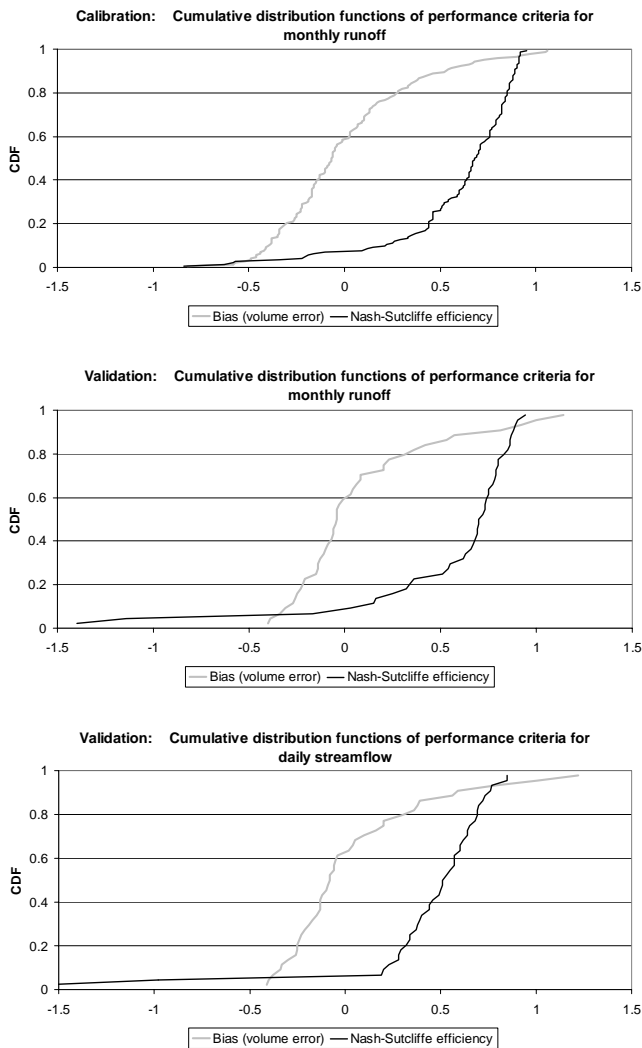 Calibration: Cumulative distribution functions of performance criteria for
monthly runoff
1
0.8
0.6
0.4
0.2
0
CDF
-1.5 -1 -0.5 0 0.5 1 1.5
Bias (volume error) Nash-Sutcliffe efficiency
Validation: Cumulative distribution functions of performance criteria for
monthly runoff
1
0.8
0.6
0.4
0.2
0
CDF
-1.5 -1 -0.5 0 0.5 1 1.5
Bias (volume error) Nash-Sutcliffe efficiency
Validation: Cumulative distribution functions of performance criteria for
daily streamflow
1
0.8
0.6
0.4
0.2
0
CDF
-1.5 -1 -0.5 0 0.5 1 1.5
Bias (volume error) Nash-Sutcliffe efficiency